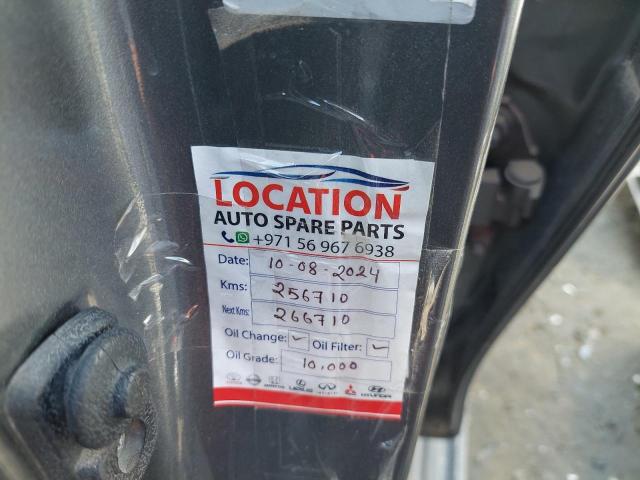 LOCATION
AUTO SPARE PARTS
+971 56 967 6938
Date: 10-08-2024
Kms: 256710
Next Kms: 266710
Oil Change: ✓ Oil Filter: ✓
Oil Grade: 10,000
HYUNDAI